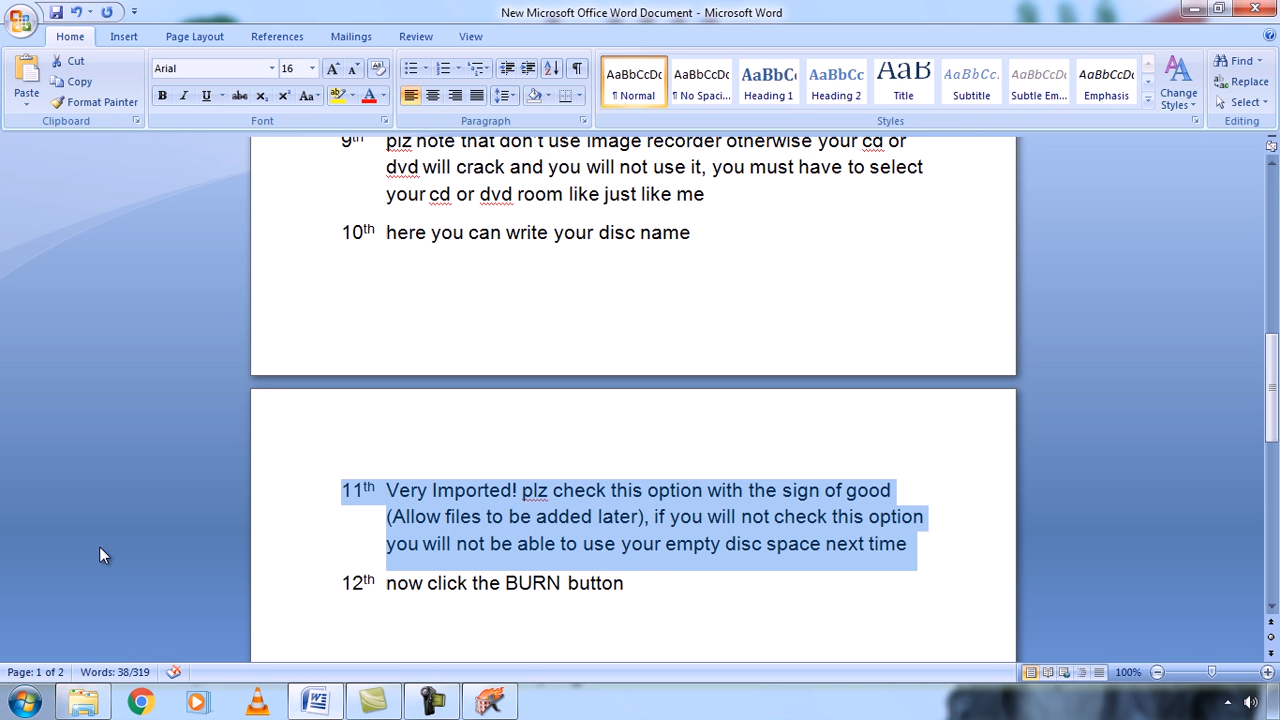 New Microsoft Office Word Document - Microsoft Word
Home Insert Page Layout References Mailings Review View
Paste
Cut
Copy
Format Painter
Clipboard
Arial 16
Font
Paragraph
AaBbCcDc AaBbCcDc AaBbC AaBbCc AaB AaBbCc. AaBbCcDc AaBbCcDc
¶ Normal ¶ No Spaci... Heading 1 Heading 2 Title Subtitle Subtle Em... Emphasis
Change Styles
Styles
Find
Replace
Select
Editing
9th plz note that don't use image recorder otherwise your cd or
dvd will crack and you will not use it, you must have to select
your cd or dvd room like just like me
10th here you can write your disc name
11th Very Imported! plz check this option with the sign of good
(Allow files to be added later), if you will not check this option
you will not be able to use your empty disc space next time
12th now click the BURN button
Page: 1 of 2 Words: 38/319 100%